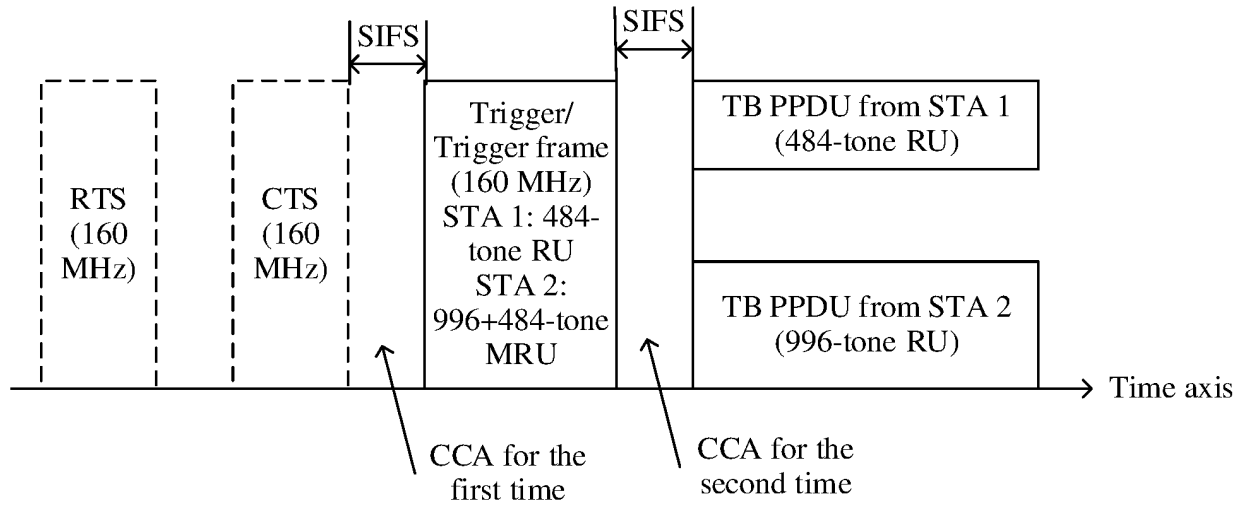 SIFS
SIFS
RTS
(160
MHz)
CTS
(160
MHz)
Trigger/
Trigger frame
(160 MHz)
STA 1: 484-
tone RU
STA 2:
996+484-tone
MRU
TB PPDU from STA 1
(484-tone RU)
TB PPDU from STA 2
(996-tone RU)
Time axis
CCA for the
first time
CCA for the
second time